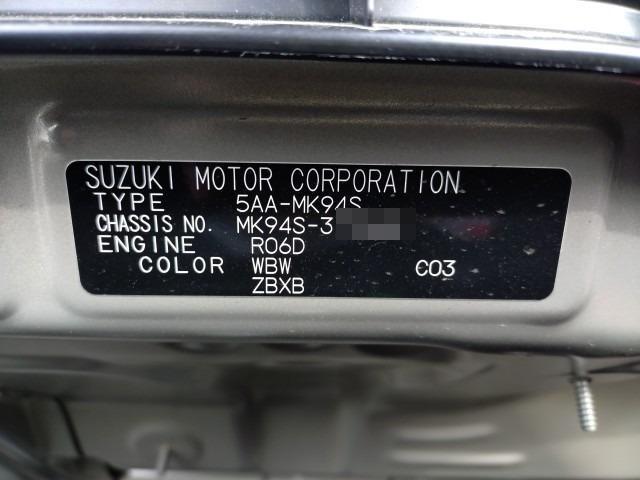 SUZUKI MOTOR CORPORATION
TYPE 5AA-MK94S
CHASSIS NO. MK94S-3
ENGINE R06D
COLOR WBW C03
ZBXB